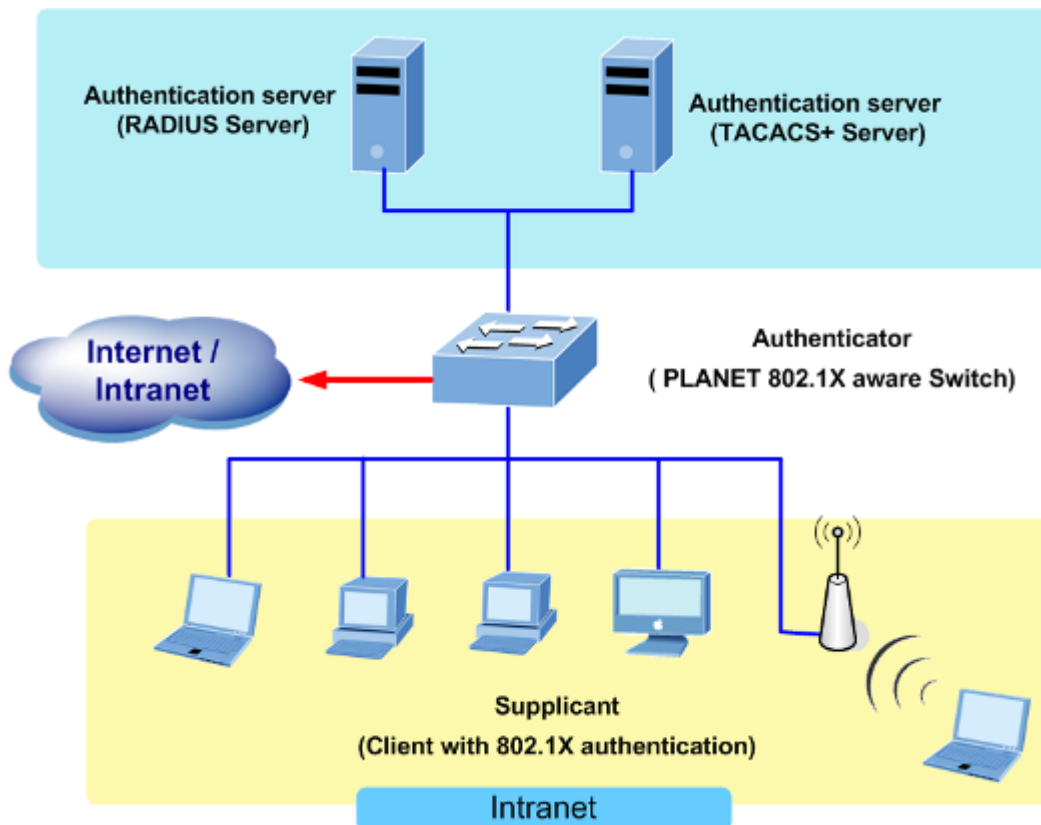 Authentication server
(RADIUS Server)
Authentication server
(TACACS+ Server)
Internet /
Intranet
Authenticator
( PLANET 802.1X aware Switch)
Supplicant
(Client with 802.1X authentication)
Intranet